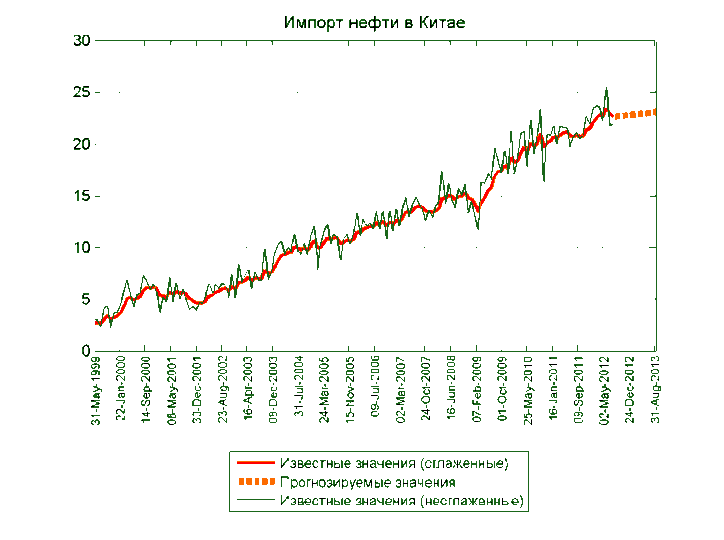 Импорт нефти в Китае
30
25
20
15
10
5
0
31-May-1999
22-Jan-2000
14-Sep-2000
06-May-2001
30-Dec-2001
23-Aug-2002
16-Apr-2003
08-Dec-2003
31-Jul-2004
24-Mar-2005
15-Nov-2005
09-Jul-2006
02-Mar-2007
24-Oct-2007
16-Jun-2008
07-Feb-2009
01-Oct-2009
25-May-2010
16-Jan-2011
09-Sep-2011
02-May-2012
24-Dec-2012
31-Aug-2013
Известные значения (сглаженные)
Прогнозируемые значения
Известные значения (несглаженные)